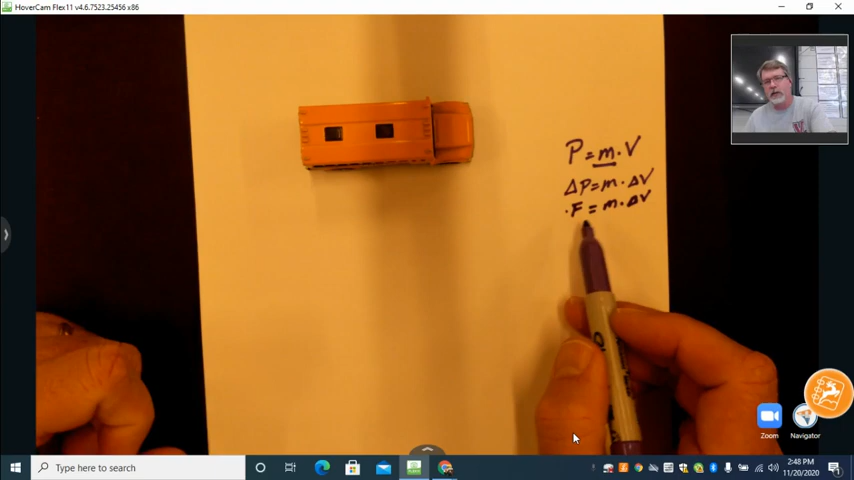 HoverCam Flex11 v4.6.7523.25456 x86
P = m · V
ΔP = m · ΔV
· F = m · ΔV
Zoom
Navigator
Type here to search
2:48 PM
11/20/2020